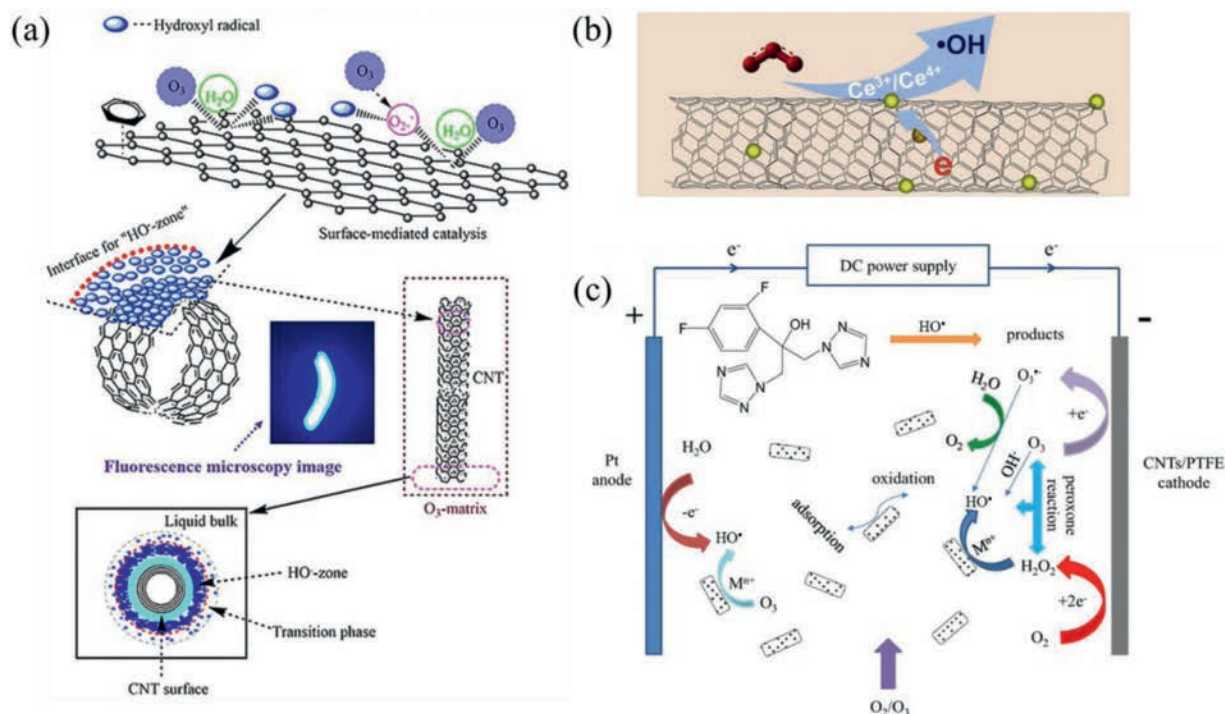 (a)
Hydroxyl radical
O₃
H₂O
O₃
O₂·⁻
H₂O
O₃
Surface-mediated catalysis
Interface for "HO·-zone"
CNT
Fluorescence microscopy image
O₃-matrix
Liquid bulk
HO·-zone
Transition phase
CNT surface
(b)
•OH
Ce³⁺/Ce⁴⁺
e
(c)
e⁻
DC power supply
e⁻
+
-
F
F
OH
N
N
N
N
N
N
HO•
products
Pt
anode
H₂O
-e⁻
HO•
Mⁿ⁺
O₃
adsorption
oxidation
H₂O
O₂
O₃•⁻
+e⁻
O₃
OH⁻
HO•
peroxone
reaction
Mⁿ⁺
H₂O₂
+2e⁻
O₂
CNTs/PTFE
cathode
O₂/O₃